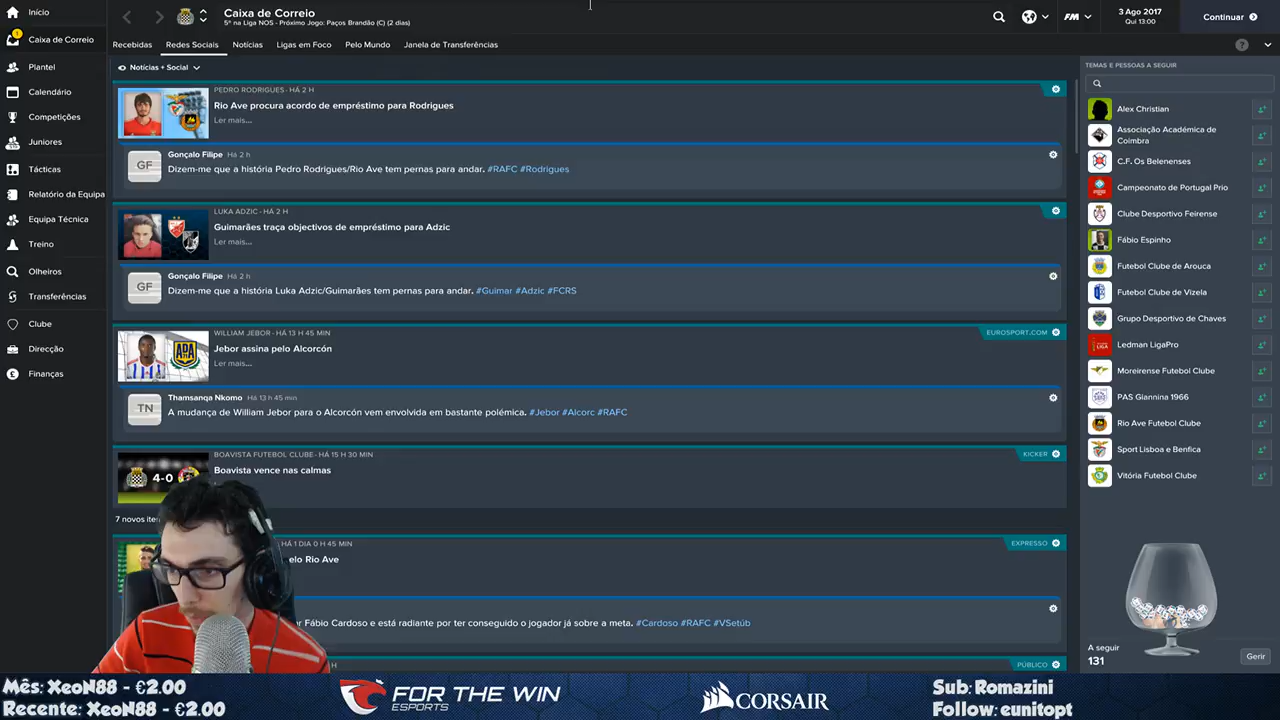 Início
Caixa de Correio
1
Plantel
Calendário
Competições
Juniores
Tácticas
Relatório da Equipa
Equipa Técnica
Treino
Olheiros
Transferências
Clube
Direcção
Finanças
Caixa de Correio
5º na Liga NOS - Próximo Jogo: Paços Brandão (C) (2 dias)
FM
3 Ago 2017
Qui 13:00
Continuar
Recebidas
Redes Sociais
Notícias
Ligas em Foco
Pelo Mundo
Janela de Transferências
?
Notícias + Social
PEDRO RODRIGUES - HÁ 2 H
Rio Ave procura acordo de empréstimo para Rodrigues
Ler mais...
GF
Gonçalo Filipe Há 2 h
Dizem-me que a história Pedro Rodrigues/Rio Ave tem pernas para andar. #RAFC #Rodrigues
LUKA ADZIC - HÁ 2 H
Guimarães traça objectivos de empréstimo para Adzic
Ler mais...
GF
Gonçalo Filipe Há 2 h
Dizem-me que a história Luka Adzic/Guimarães tem pernas para andar. #Guimar #Adzic #FCRS
WILLIAM JEBOR - HÁ 13 H 45 MIN
EUROSPORT.COM
Jebor assina pelo Alcorcón
Ler mais...
ADA
TN
Thamsanqa Nkomo Há 13 h 45 min
A mudança de William Jebor para o Alcorcón vem envolvida em bastante polémica. #Jebor #Alcorc #RAFC
BOAVISTA FUTEBOL CLUBE - HÁ 15 H 30 MIN
KICKER
Boavista vence nas calmas
4-0
7 novos
HÁ 1 DIA 0 H 45 MIN
EXPRESSO
elo Rio Ave
Fábio Cardoso e está radiante por ter conseguido o jogador já sobre a meta. #Cardoso #RAFC #VSetúb
H
PÚBLICO
TEMAS E PESSOAS A SEGUIR
Alex Christian
Associação Académica de
Coimbra
C.F. Os Belenenses
Campeonato de Portugal Prio
Clube Desportivo Feirense
Fábio Espinho
Futebol Clube de Arouca
Futebol Clube de Vizela
Grupo Desportivo de Chaves
Ledman LigaPro
Moreirense Futebol Clube
PAS Giannina 1966
Rio Ave Futebol Clube
Sport Lisboa e Benfica
Vitória Futebol Clube
A seguir
131
Gerir
Mês: XeoN88 - €2.00
Recente: XeoN88 - €2.00
FOR THE WIN
ESPORTS
CORSAIR
Sub: Romazini
Follow: eunitopt